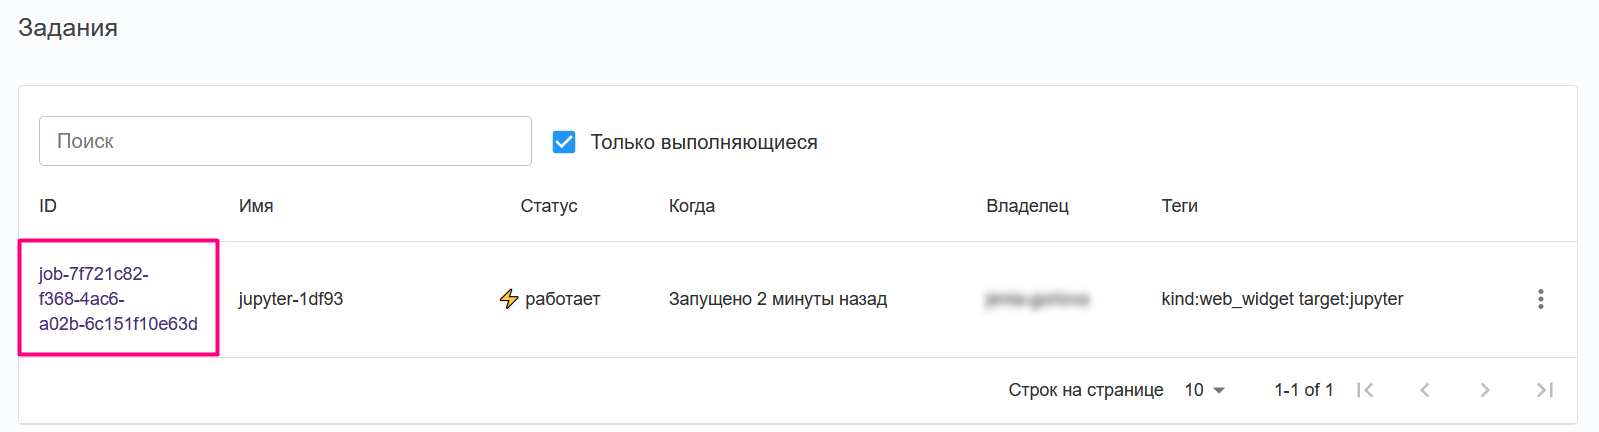 Задания
Поиск
Только выполняющиеся
ID Имя Статус Когда Владелец Теги
job-7f721c82-
f368-4ac6-
a02b-6c151f10e63d
jupyter-1df93 работает Запущено 2 минуты назад kind:web_widget target:jupyter
Строк на странице 10 1-1 of 1